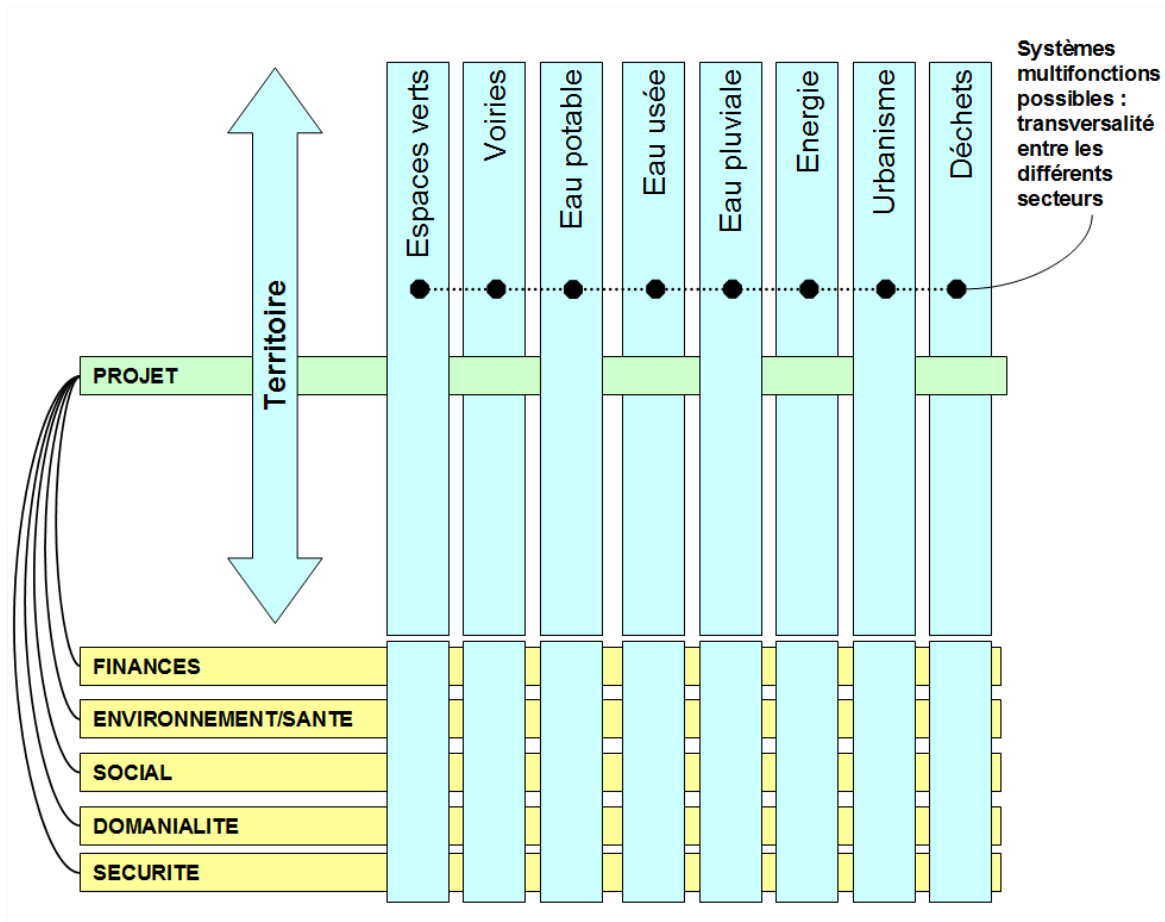 Systèmes
multifonctions
possibles :
transversalité
entre les
différents
secteurs
Espaces verts
Voiries
Eau potable
Eau usée
Eau pluviale
Energie
Urbanisme
Déchets
Territoire
PROJET
FINANCES
ENVIRONNEMENT/SANTE
SOCIAL
DOMANIALITE
SECURITE